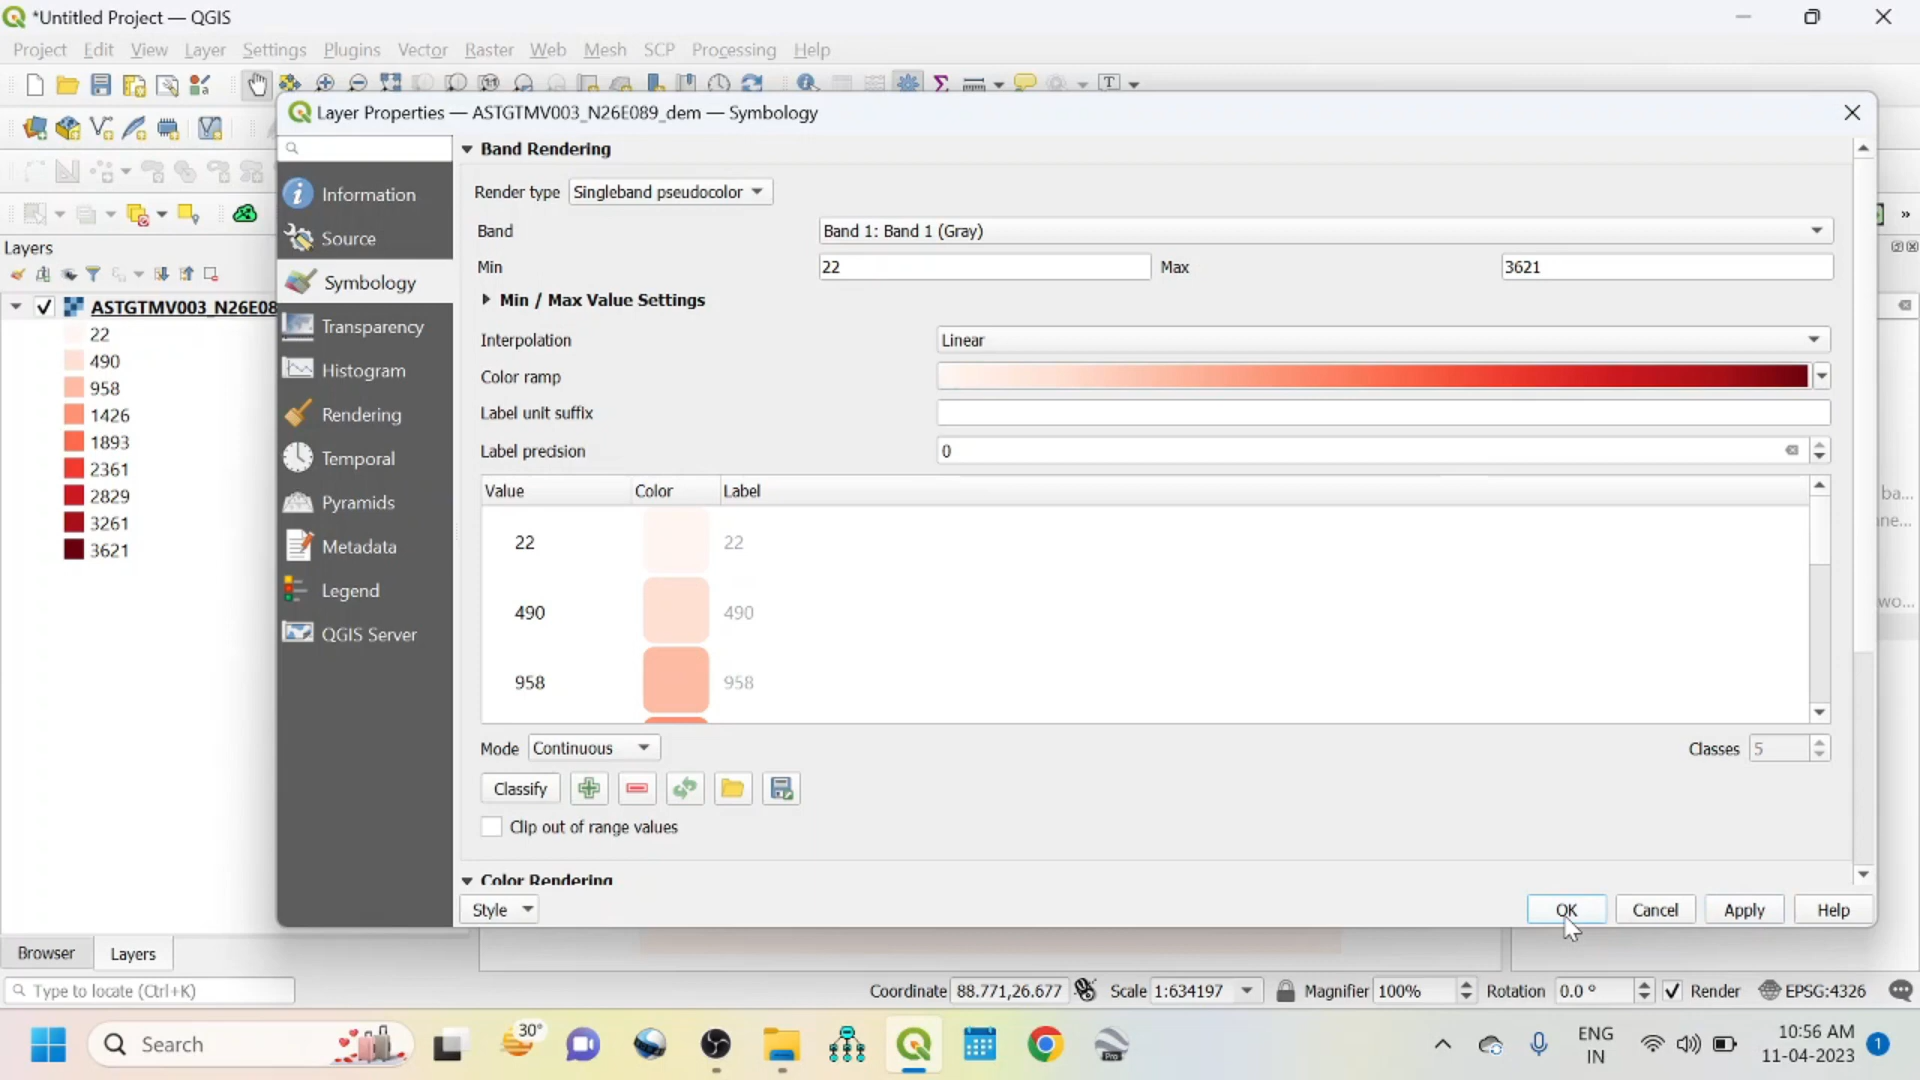 *Untitled Project — QGIS
Project Edit View Layer Settings Plugins Vector Raster Web Mesh SCP Processing Help
Layer Properties — ASTGTMV003_N26E089_dem — Symbology
Layers
ASTGTMV003_N26E08
22
490
958
1426
1893
2361
2829
3261
3621
Information
Source
Symbology
Transparency
Histogram
Rendering
Temporal
Pyramids
Metadata
Legend
QGIS Server
Band Rendering
Render type Singleband pseudocolor
Band Band 1: Band 1 (Gray)
Min 22 Max 3621
Min / Max Value Settings
Interpolation Linear
Color ramp
Label unit suffix
Label precision 0
Value Color Label
22 22
490 490
958 958
Mode Continuous Classes 5
Classify
Clip out of range values
Color Rendering
Style OK Cancel Apply Help
ba...
ne...
wo...
Browser Layers
Type to locate (Ctrl+K) Coordinate 88.771,26.677 Scale 1:634197 Magnifier 100% Rotation 0.0 ° Render EPSG:4326
Search 30° Pro ENG IN 10:56 AM 11-04-2023 1